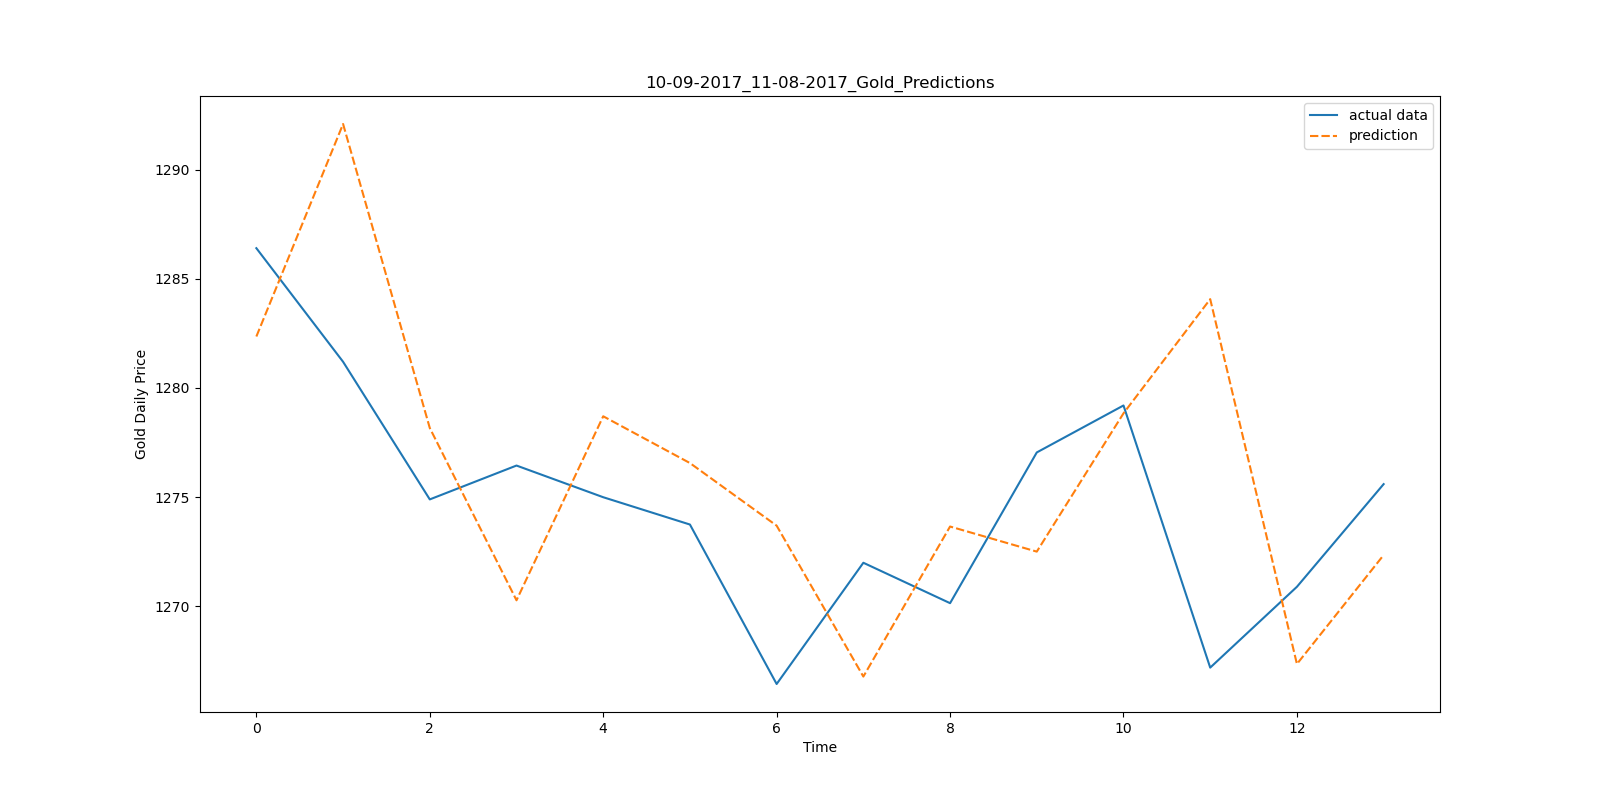 10-09-2017_11-08-2017_Gold_Predictions
actual data
prediction
1290
1285
1280
1275
1270
Gold Daily Price
0 2 4 6 8 10 12
Time